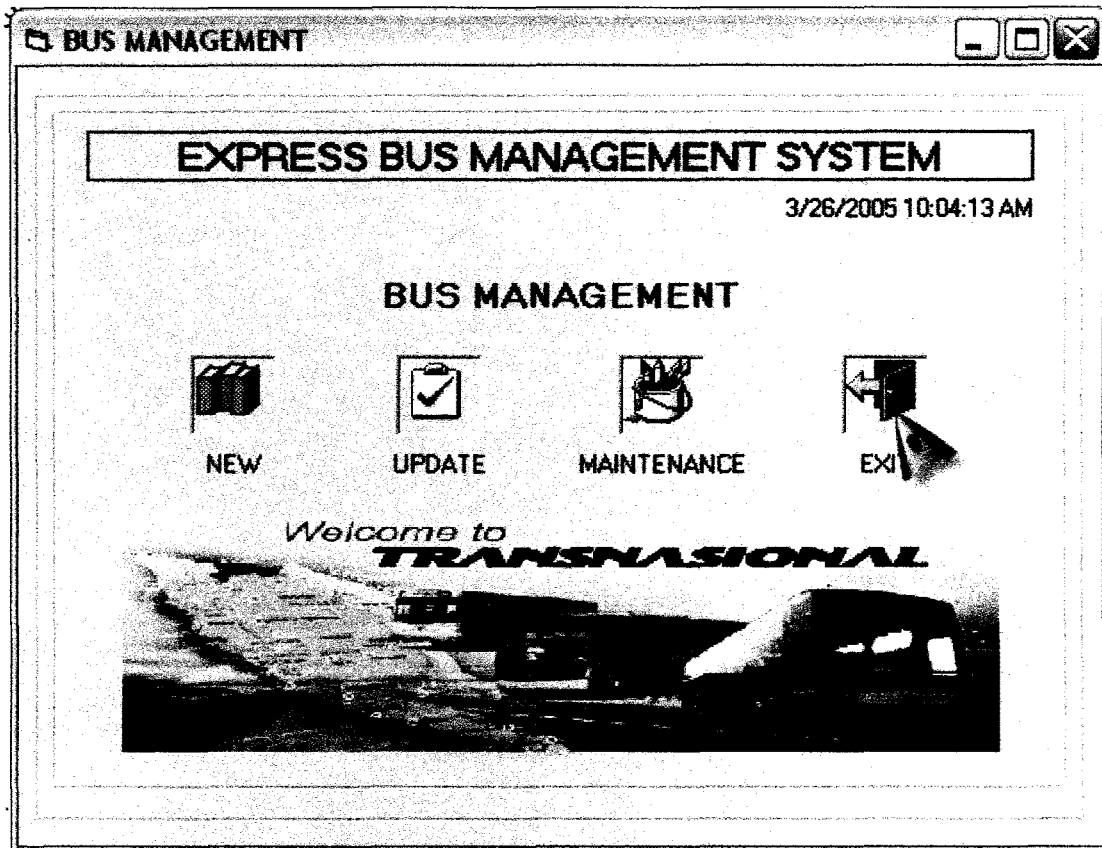 BUS MANAGEMENT
EXPRESS BUS MANAGEMENT SYSTEM
3/26/2005 10:04:13 AM
BUS MANAGEMENT
NEW UPDATE MAINTENANCE EXIT
Welcome to
TRANSNASIONAL